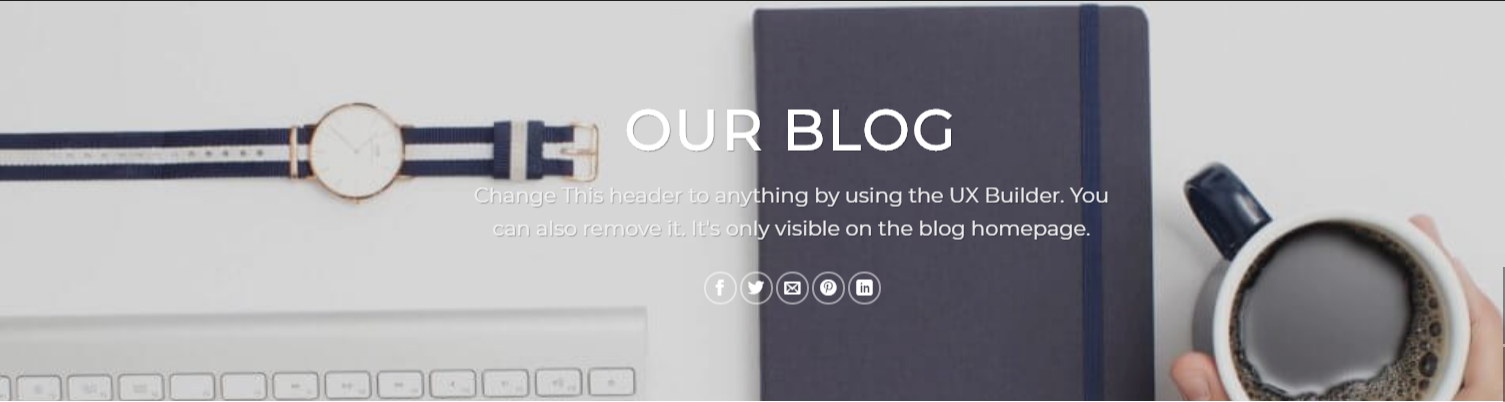 OUR BLOG
Change This header to anything by using the UX Builder. You
can also remove it. It's only visible on the blog homepage.